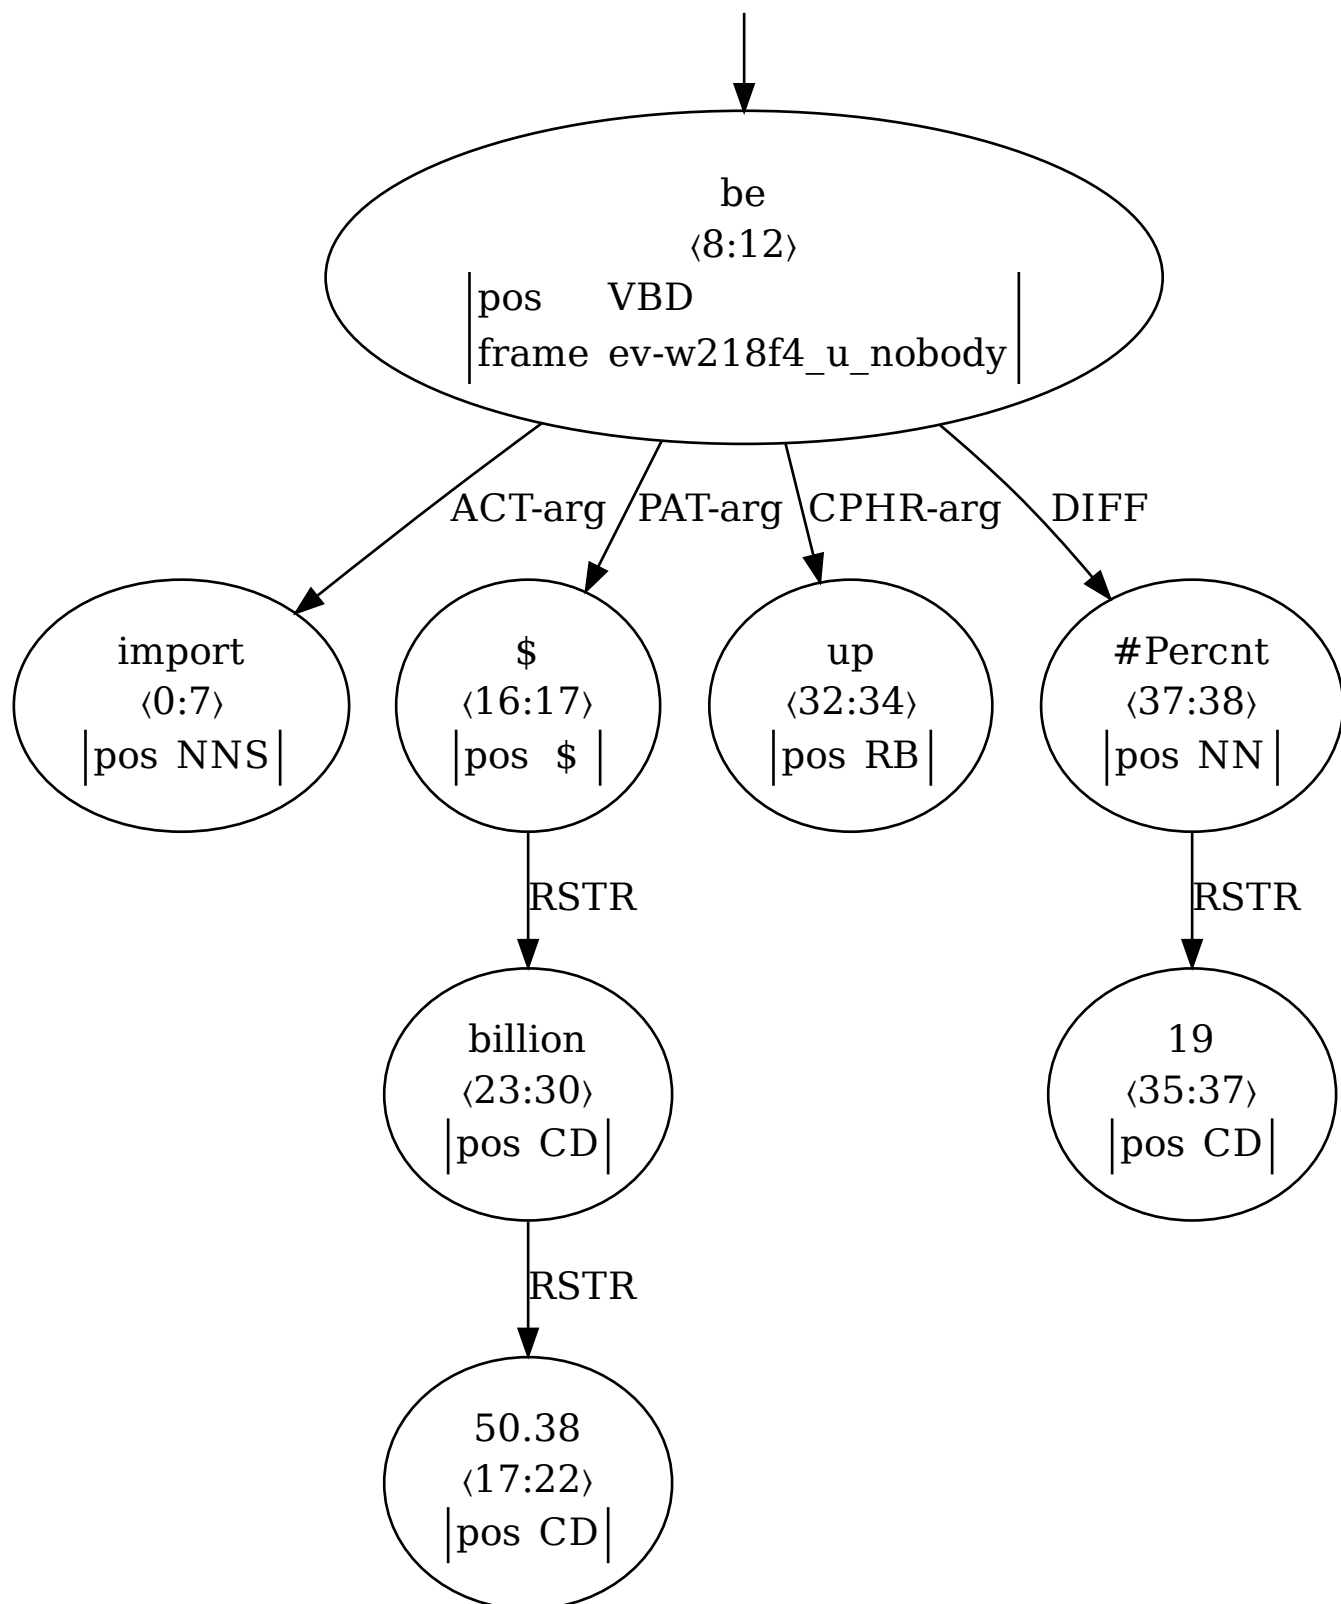 be
⟨8:12⟩
pos VBD
frame ev-w218f4_u_nobody
ACT-arg PAT-arg CPHR-arg DIFF
import $ up #Percnt
⟨0:7⟩ ⟨16:17⟩ ⟨32:34⟩ ⟨37:38⟩
pos NNS pos $ pos RB pos NN
RSTR RSTR
billion 19
⟨23:30⟩ ⟨35:37⟩
pos CD pos CD
RSTR
50.38
⟨17:22⟩
pos CD